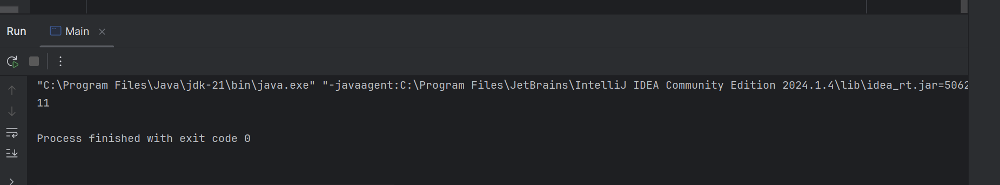 Run Main
"C:\Program Files\Java\jdk-21\bin\java.exe" "-javaagent:C:\Program Files\JetBrains\IntelliJ IDEA Community Edition 2024.1.4\lib\idea_rt.jar=5062
11
Process finished with exit code 0